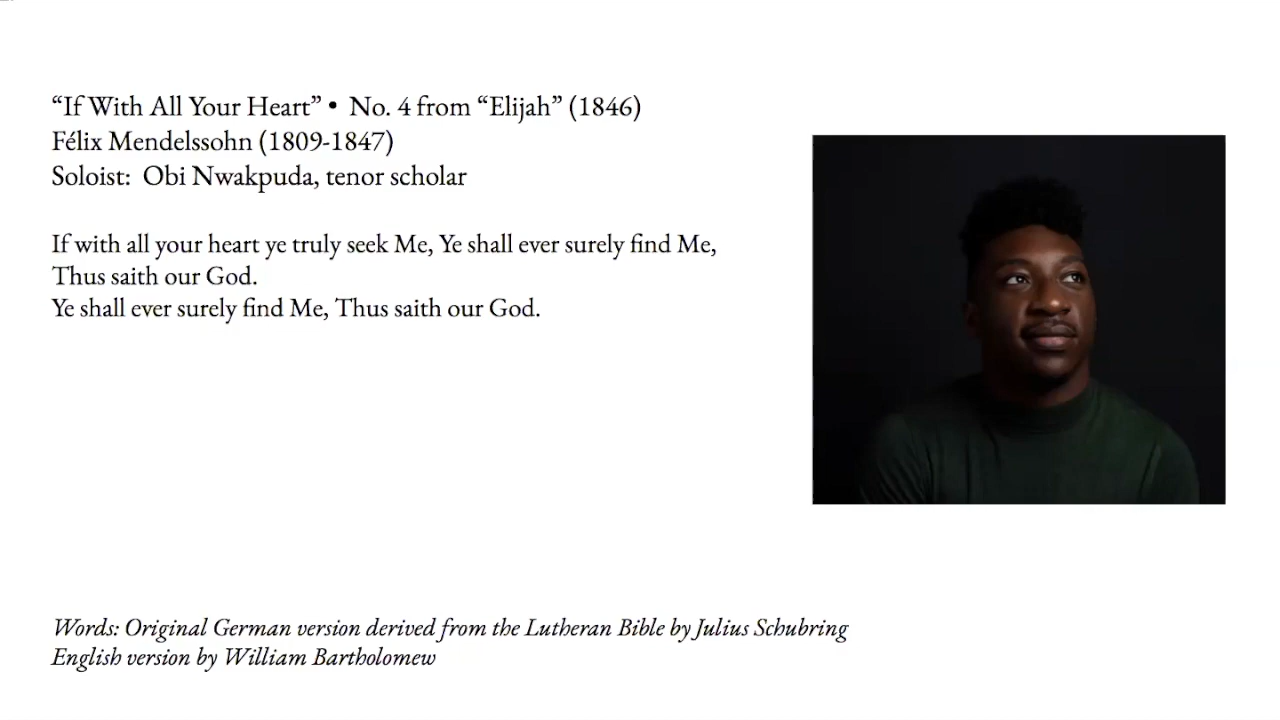 “If With All Your Heart” • No. 4 from “Elijah” (1846)
Félix Mendelssohn (1809-1847)
Soloist: Obi Nwakpuda, tenor scholar
If with all your heart ye truly seek Me, Ye shall ever surely find Me,
Thus saith our God.
Ye shall ever surely find Me, Thus saith our God.
Words: Original German version derived from the Lutheran Bible by Julius Schubring
English version by William Bartholomew